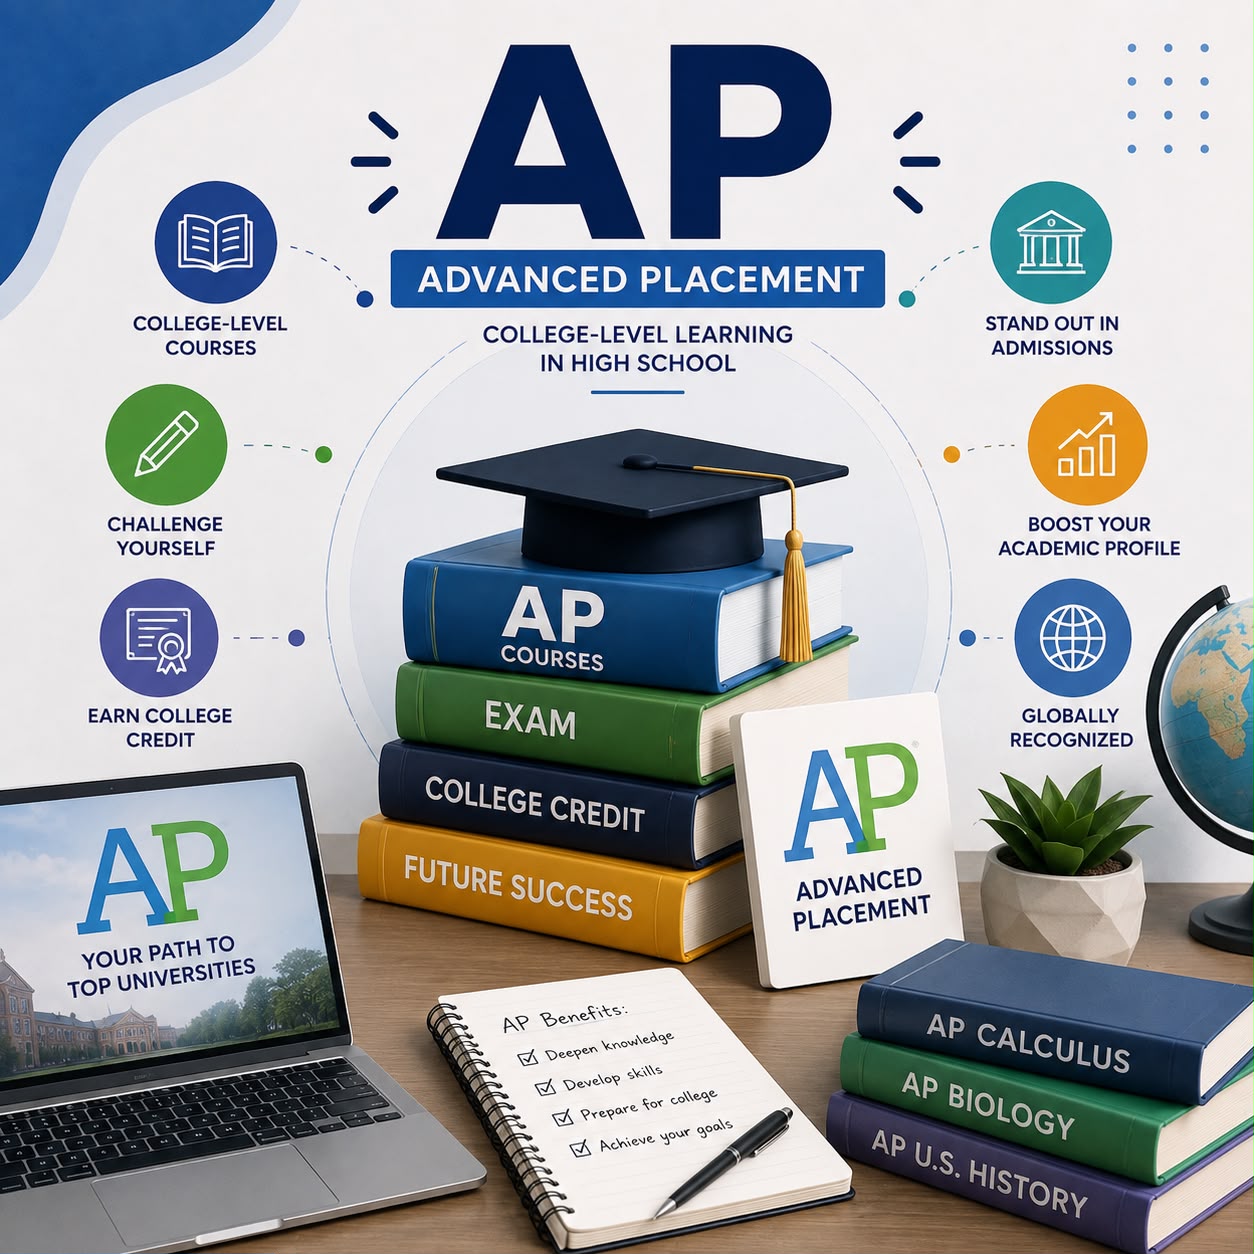 AP
ADVANCED PLACEMENT
COLLEGE-LEVEL LEARNING
IN HIGH SCHOOL
COLLEGE-LEVEL
COURSES
CHALLENGE
YOURSELF
EARN COLLEGE
CREDIT
STAND OUT IN
ADMISSIONS
BOOST YOUR
ACADEMIC PROFILE
GLOBALLY
RECOGNIZED
AP
COURSES
EXAM
COLLEGE CREDIT
FUTURE SUCCESS
AP
ADVANCED
PLACEMENT
AP
YOUR PATH TO
TOP UNIVERSITIES
AP Benefits:
Deepen knowledge
Develop skills
Prepare for college
Achieve your goals
AP CALCULUS
AP BIOLOGY
AP U.S. HISTORY